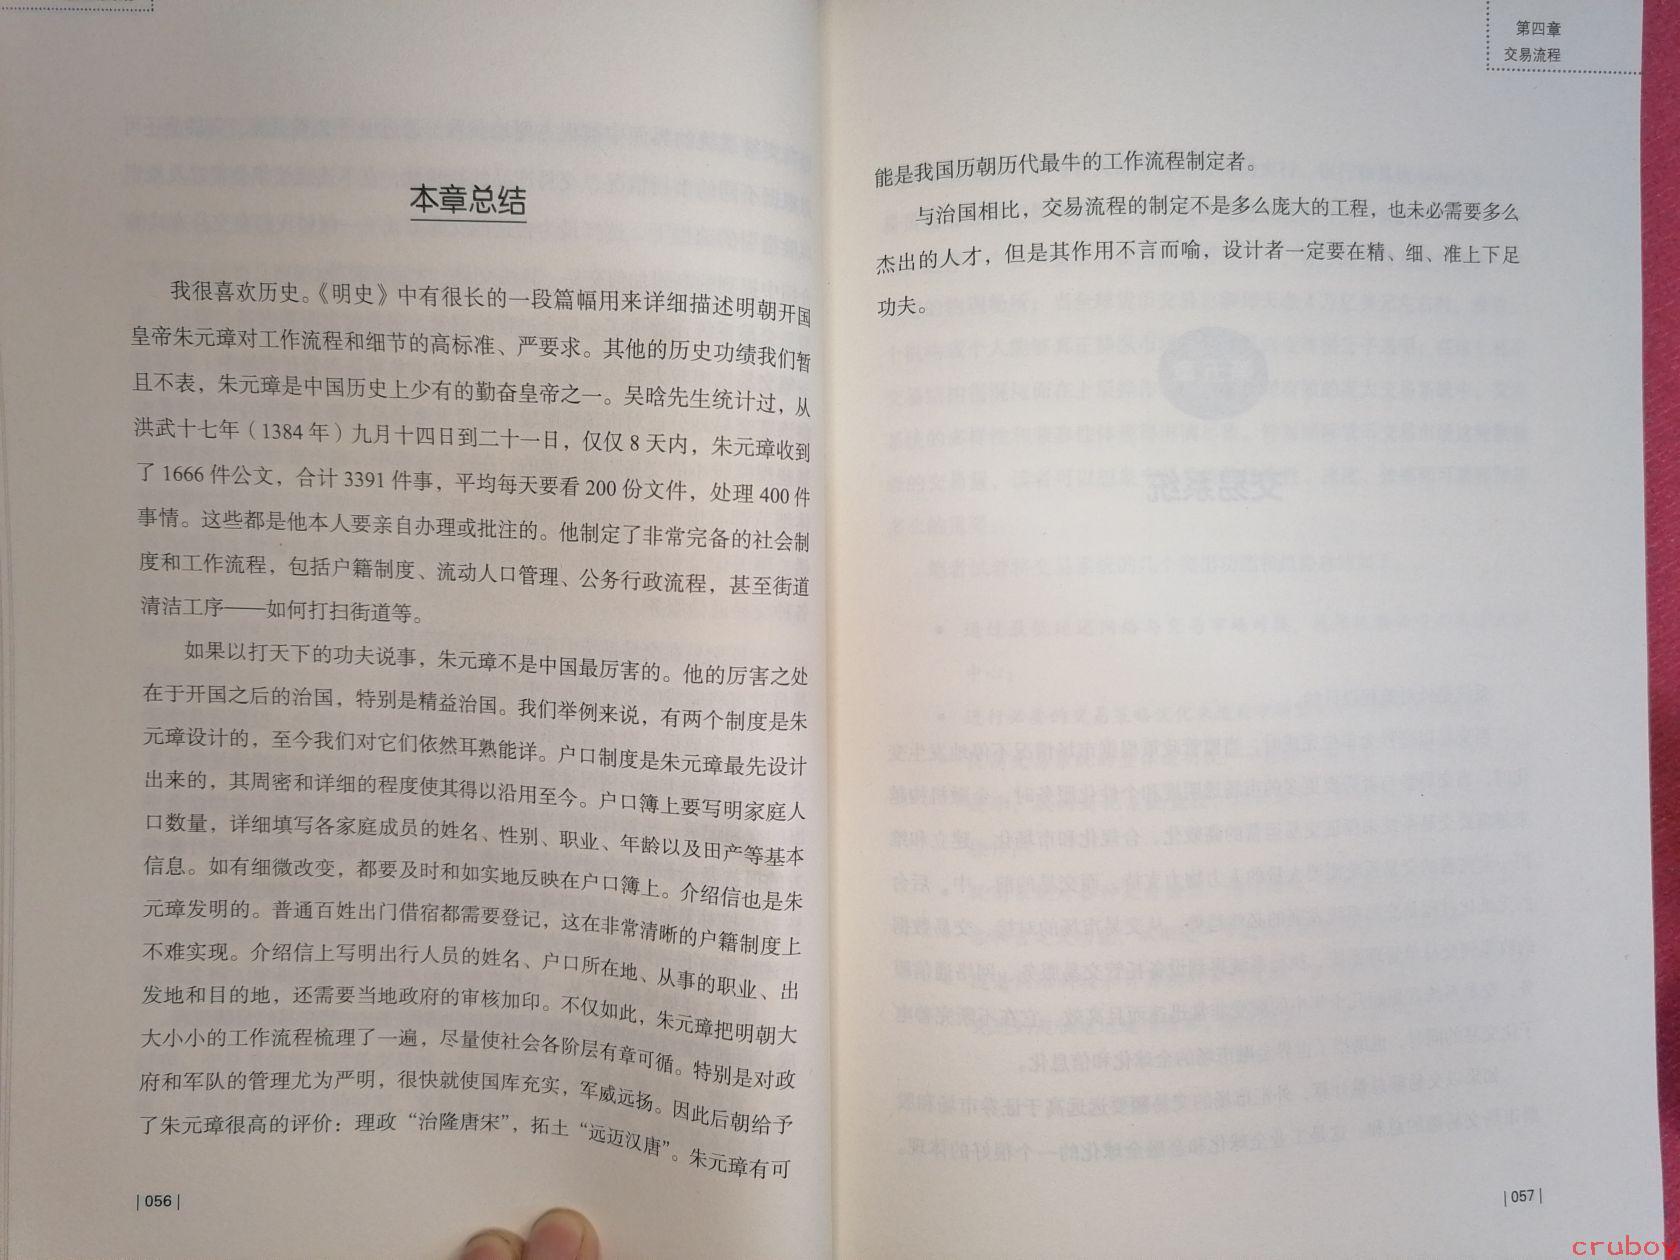 本章总结
我很喜欢历史。《明史》中有很长的一段篇幅用来详细描述明朝开国
皇帝朱元璋对工作流程和细节的高标准、严要求。其他的历史功绩我们暂
且不表，朱元璋是中国历史上少有的勤奋皇帝之一。吴晗先生统计过，从
洪武十七年（1384 年）九月十四日到二十一日，仅仅 8 天内，朱元璋收到
了 1666 件公文，合计 3391 件事，平均每天要看 200 份文件，处理 400 件
事情。这些都是他本人要亲自办理或批注的。他制定了非常完备的社会制
度和工作流程，包括户籍制度、流动人口管理、公务行政流程，甚至街道
清洁工序——如何打扫街道等。
如果以打天下的功夫说事，朱元璋不是中国最厉害的。他的厉害之处
在于开国之后的治国，特别是精益治国。我们举例来说，有两个制度是朱
元璋设计的，至今我们对它们依然耳熟能详。户口制度是朱元璋最先设计
出来的，其周密和详细的程度使其得以沿用至今。户口簿上要写明家庭人
口数量，详细填写各家庭成员的姓名、性别、职业、年龄以及田产等基本
信息。如有细微改变，都要及时和如实地反映在户口簿上。介绍信也是朱
元璋发明的。普通百姓出门借宿都需要登记，这在非常清晰的户籍制度上
不难实现。介绍信上写明出行人员的姓名、户口所在地、从事的职业、出
发地和目的地，还需要当地政府的审核加印。不仅如此，朱元璋把明朝大
大小小的工作流程梳理了一遍，尽量使社会各阶层有章可循。特别是对政
府和军队的管理尤为严明，很快就使国库充实，军威远扬。因此后朝给予
了朱元璋很高的评价：理政“治隆唐宋”，拓土“远迈汉唐”。朱元璋有可
|056|
第四章
交易流程
能是我国历朝历代最牛的工作流程制定者。
与治国相比，交易流程的制定不是多么庞大的工程，也未必需要多么
杰出的人才，但是其作用不言而喻，设计者一定要在精、细、准上下足
功夫。
|057|